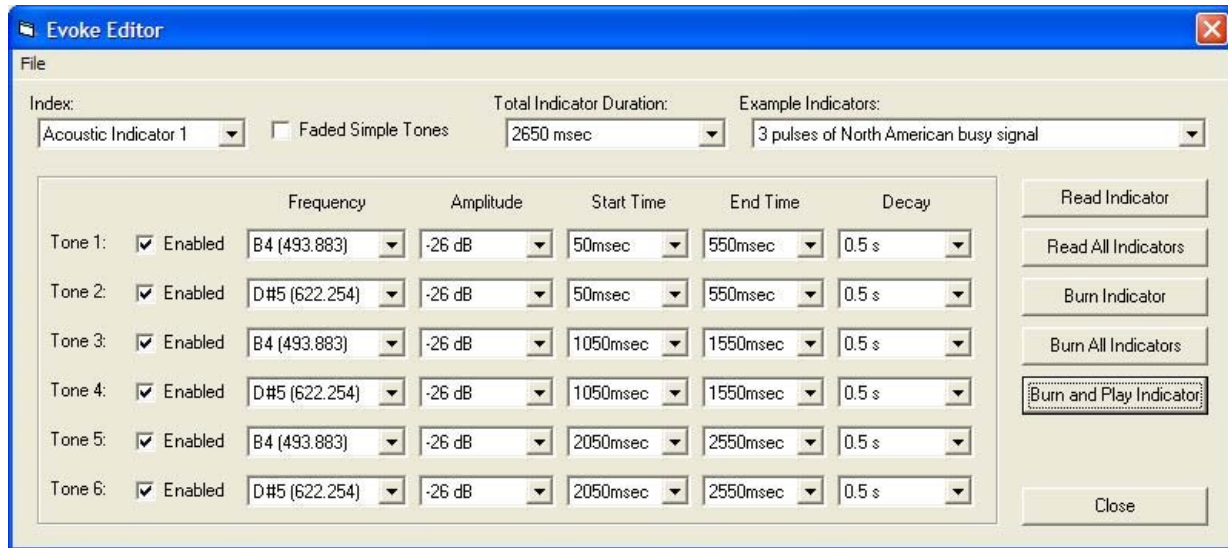 Evoke Editor
File
Index: Total Indicator Duration: Example Indicators:
Acoustic Indicator 1 Faded Simple Tones 2650 msec 3 pulses of North American busy signal
Frequency Amplitude Start Time End Time Decay Read Indicator
Tone 1: Enabled B4 (493.883) -26 dB 50msec 550msec 0.5 s Read All Indicators
Tone 2: Enabled D#5 (622.254) -26 dB 50msec 550msec 0.5 s Burn Indicator
Tone 3: Enabled B4 (493.883) -26 dB 1050msec 1550msec 0.5 s Burn All Indicators
Tone 4: Enabled D#5 (622.254) -26 dB 1050msec 1550msec 0.5 s Burn and Play Indicator
Tone 5: Enabled B4 (493.883) -26 dB 2050msec 2550msec 0.5 s
Tone 6: Enabled D#5 (622.254) -26 dB 2050msec 2550msec 0.5 s Close